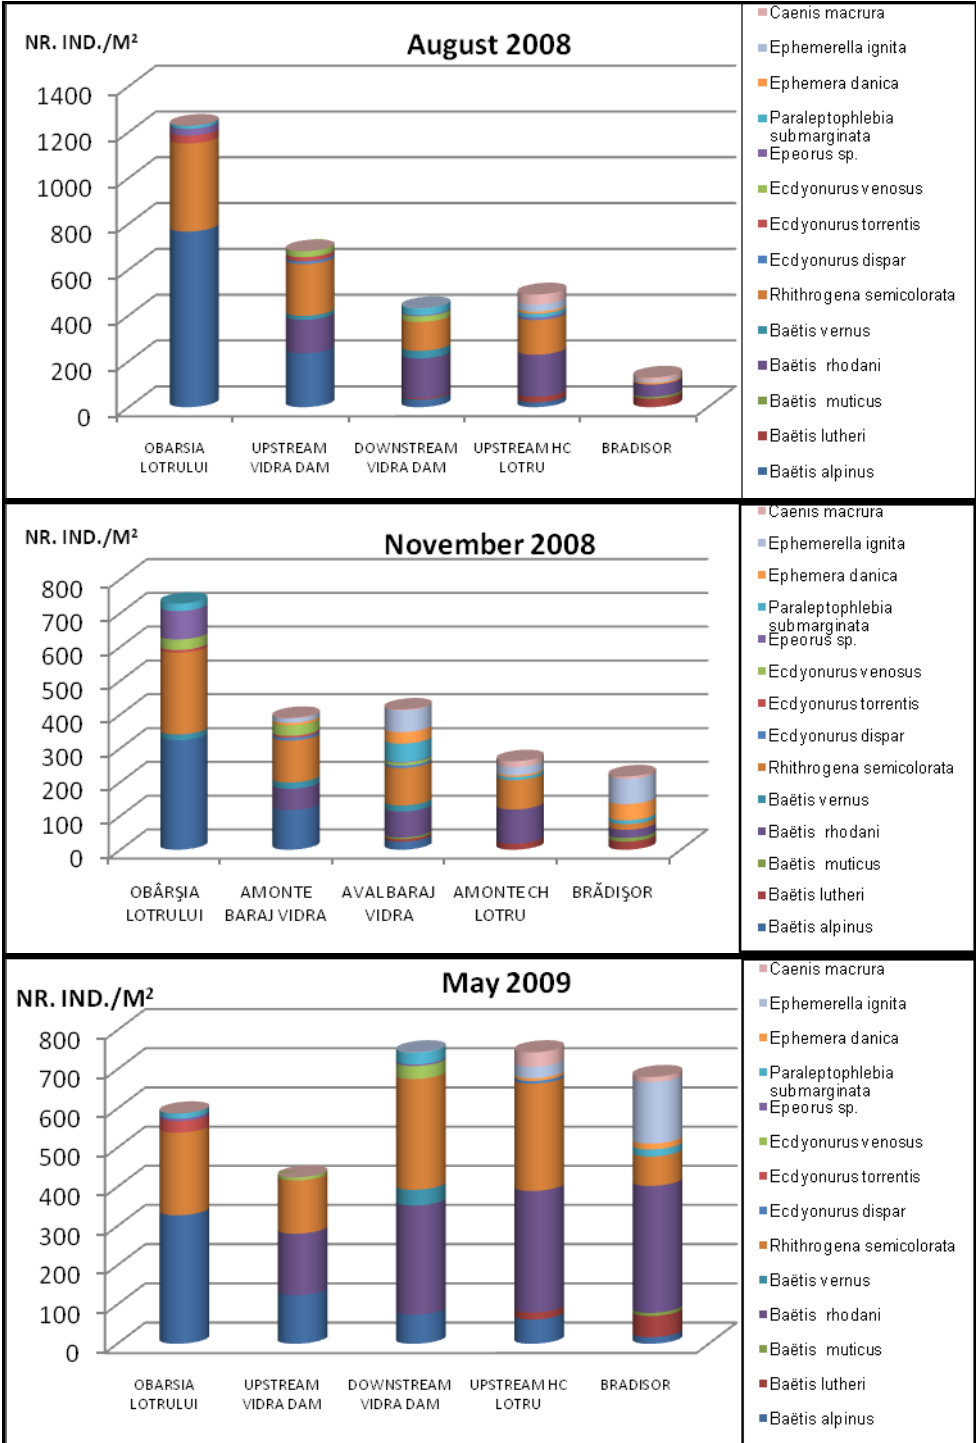 NR. IND./M²
August 2008
1400
1200
1000
800
600
400
200
0
OBARSIA
LOTRULUI
UPSTREAM
VIDRA DAM
DOWNSTREAM
VIDRA DAM
UPSTREAM HC
LOTRU
BRADISOR
Caenis macrura
Ephemerella ignita
Ephemera danica
Paraleptophlebia
submarginata
Epeorus sp.
Ecdyonurus venosus
Ecdyonurus torrentis
Ecdyonurus dispar
Rhithrogena semicolorata
Baëtis vernus
Baëtis rhodani
Baëtis muticus
Baëtis lutheri
Baëtis alpinus
NR. IND./M²
November 2008
800
700
600
500
400
300
200
100
0
OBÂRŞIA
LOTRULUI
AMONTE
BARAJ VIDRA
AVAL BARAJ
VIDRA
AMONTE CH
LOTRU
BRĂDIŞOR
Caenis macrura
Ephemerella ignita
Ephemera danica
Paraleptophlebia
submarginata
Epeorus sp.
Ecdyonurus venosus
Ecdyonurus torrentis
Ecdyonurus dispar
Rhithrogena semicolorata
Baëtis vernus
Baëtis rhodani
Baëtis muticus
Baëtis lutheri
Baëtis alpinus
NR. IND./M²
May 2009
800
700
600
500
400
300
200
100
0
OBARSIA
LOTRULUI
UPSTREAM
VIDRA DAM
DOWNSTREAM
VIDRA DAM
UPSTREAM HC
LOTRU
BRADISOR
Caenis macrura
Ephemerella ignita
Ephemera danica
Paraleptophlebia
submarginata
Epeorus sp.
Ecdyonurus venosus
Ecdyonurus torrentis
Ecdyonurus dispar
Rhithrogena semicolorata
Baëtis vernus
Baëtis rhodani
Baëtis muticus
Baëtis lutheri
Baëtis alpinus